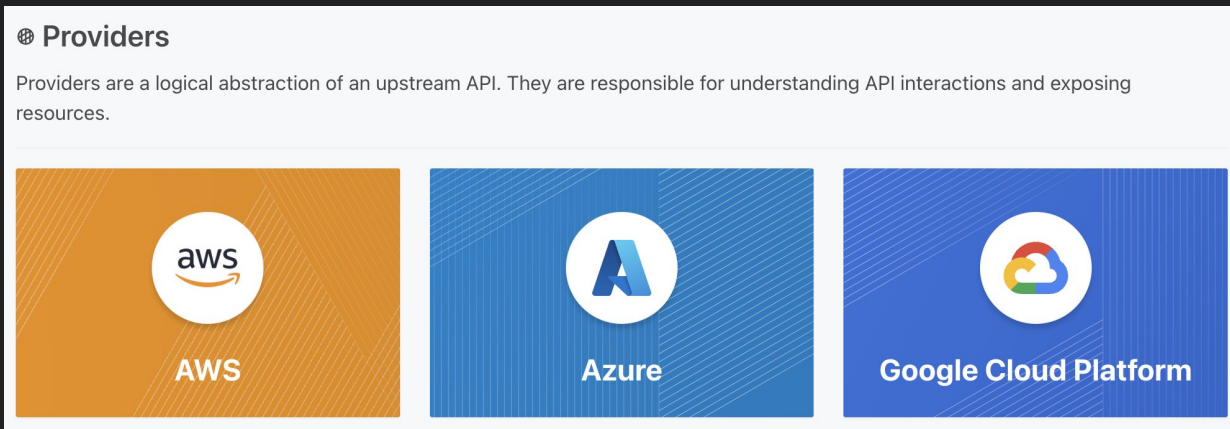 Providers
Providers are a logical abstraction of an upstream API. They are responsible for understanding API interactions and exposing
resources.
aws
AWS
Azure
Google Cloud Platform